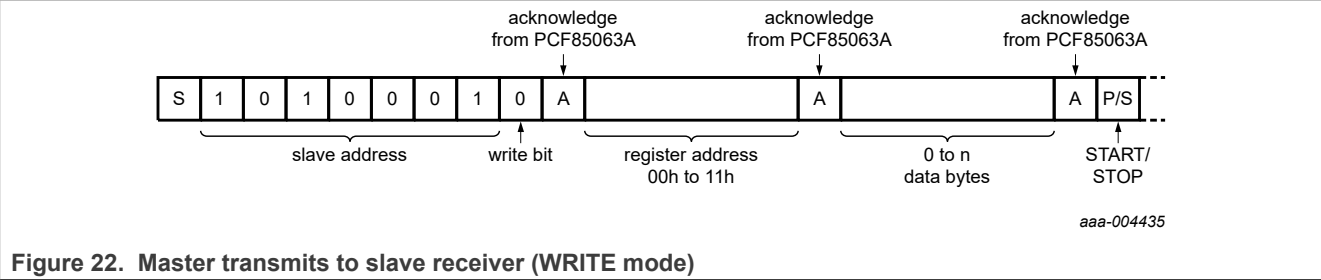 acknowledge
from PCF85063A
acknowledge
from PCF85063A
acknowledge
from PCF85063A
S 1 0 1 0 0 0 1 0 A A A P/S
slave address
write bit
register address
00h to 11h
0 to n
data bytes
START/
STOP
aaa-004435
Figure 22. Master transmits to slave receiver (WRITE mode)